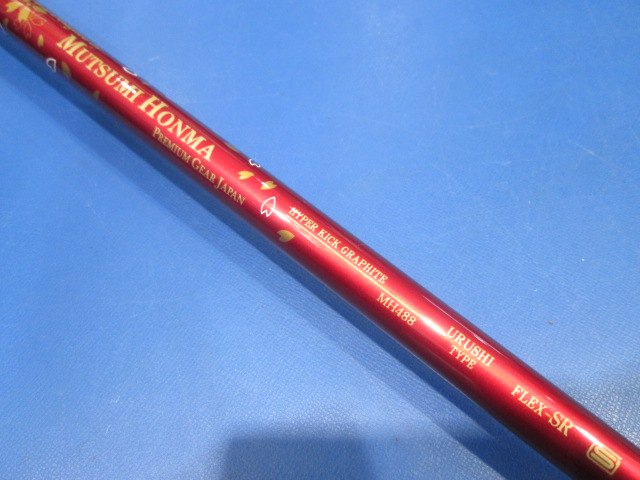 MUTSUMI HONMA
PREMIUM GEAR JAPAN
HYPER KICK GRAPHITE
MH488
URUSHI
TYPE
FLEX-SR
S